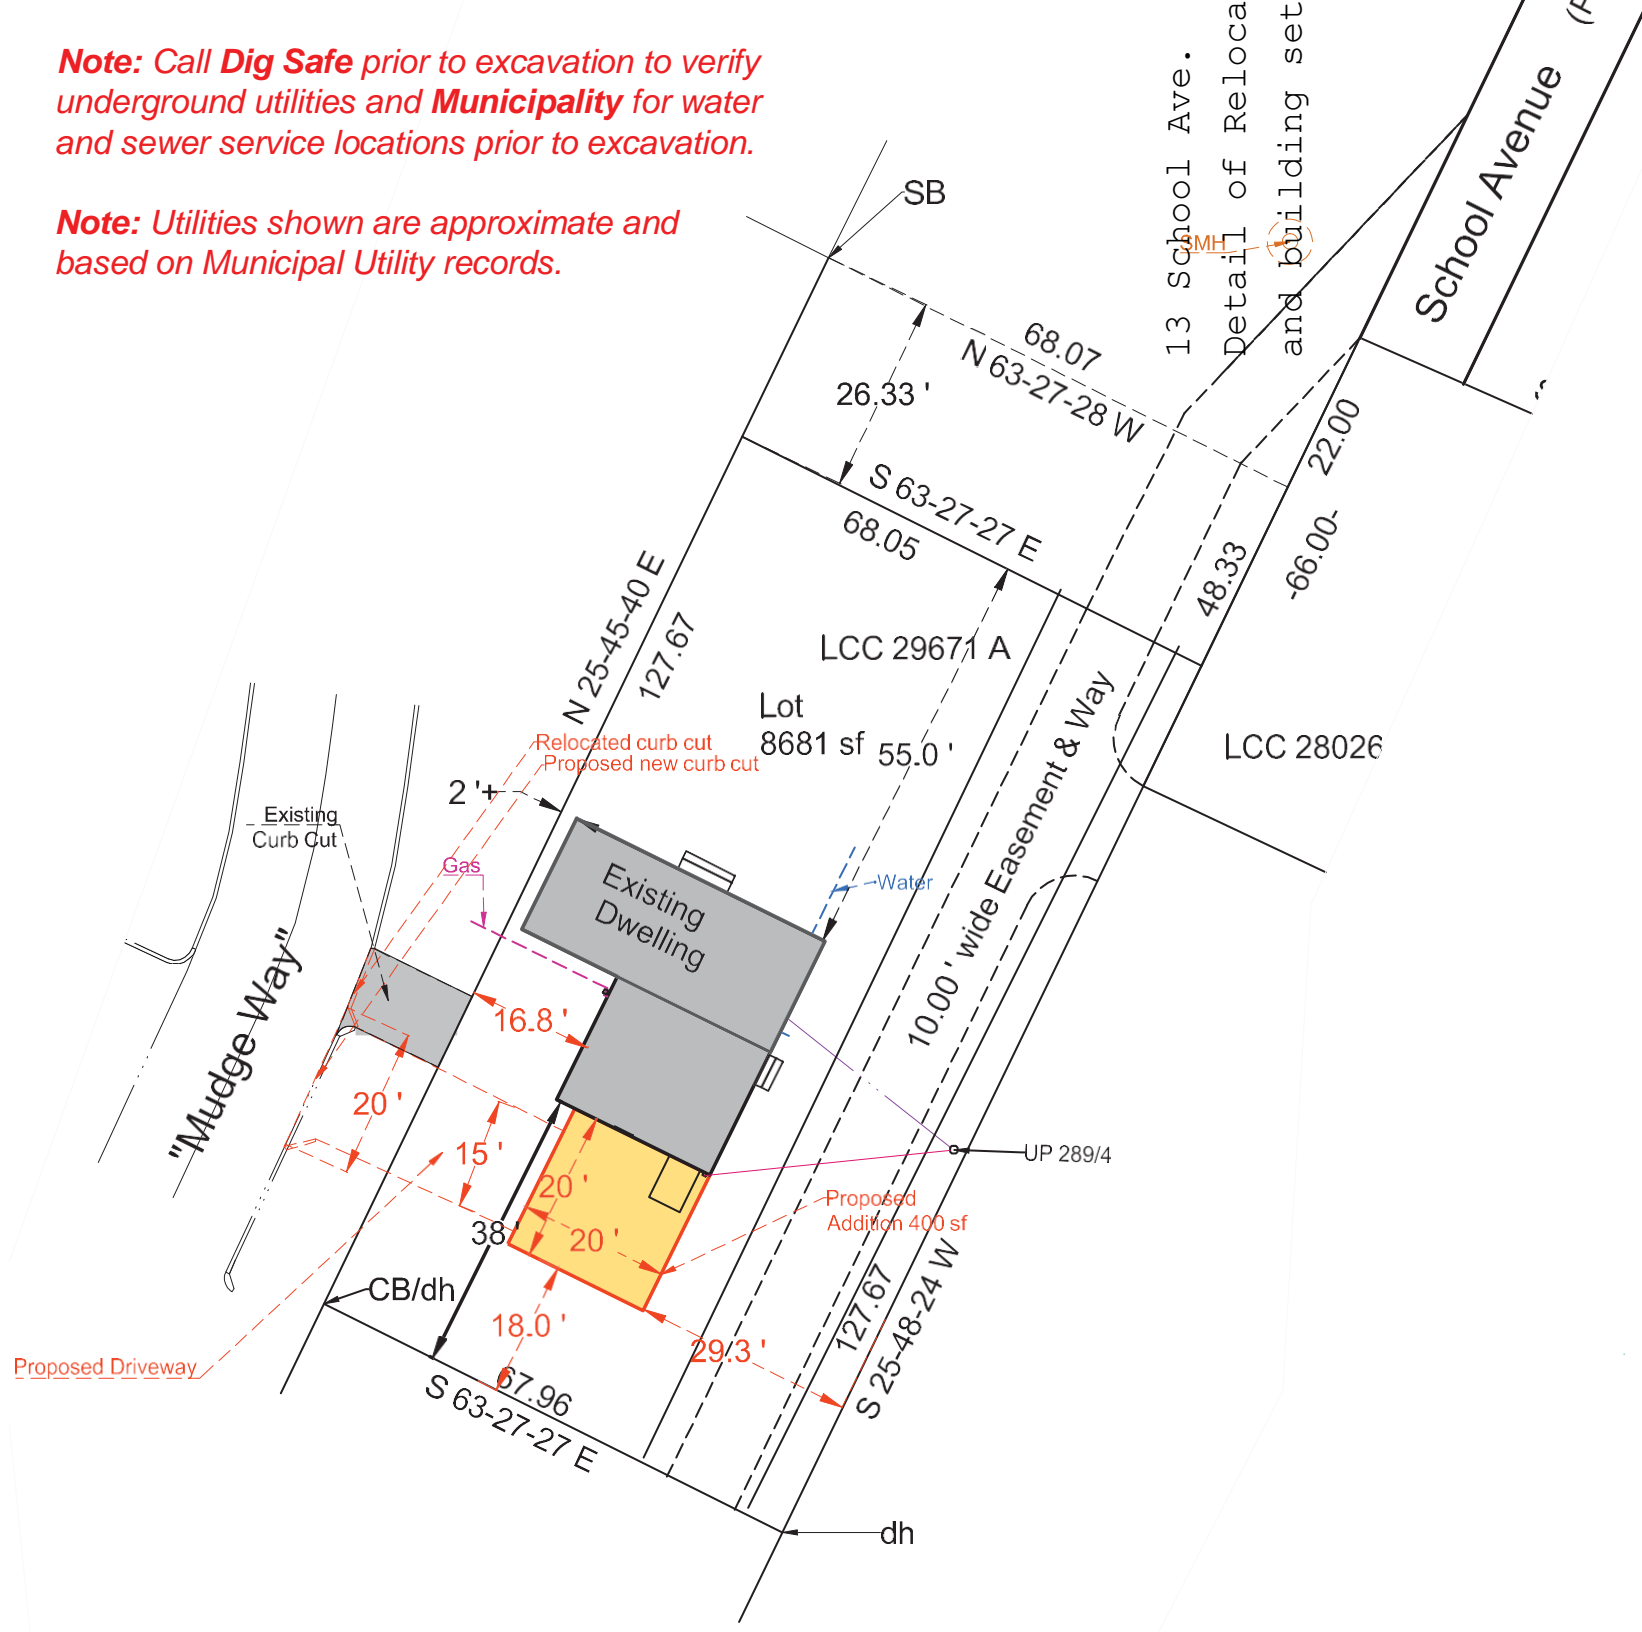 Note: Call Dig Safe prior to excavation to verify
underground utilities and Municipality for water
and sewer service locations prior to excavation.
Note: Utilities shown are approximate and
based on Municipal Utility records.
SB
13 School Ave.
Detail of Reloca
and building set
SMH
School Avenue
68.07
N 63-27-28 W
26.33 '
S 63-27-27 E
68.05
22.00
-66.00-
48.33
N 25-45-40 E
127.67
LCC 29671 A
Lot
8681 sf
55.0 '
LCC 28026
Relocated curb cut
Proposed new curb cut
2 '+
Existing
Curb Cut
Gas
Existing
Dwelling
Water
10.00 ' wide Easement & Way
"Mudge Way"
16.8 '
20 '
15 '
UP 289/4
20 '
20 '
Proposed
Addition 400 sf
38 '
CB/dh
18.0 '
29.3 '
127.67
S 25-48-24 W
Proposed Driveway
67.96
S 63-27-27 E
dh